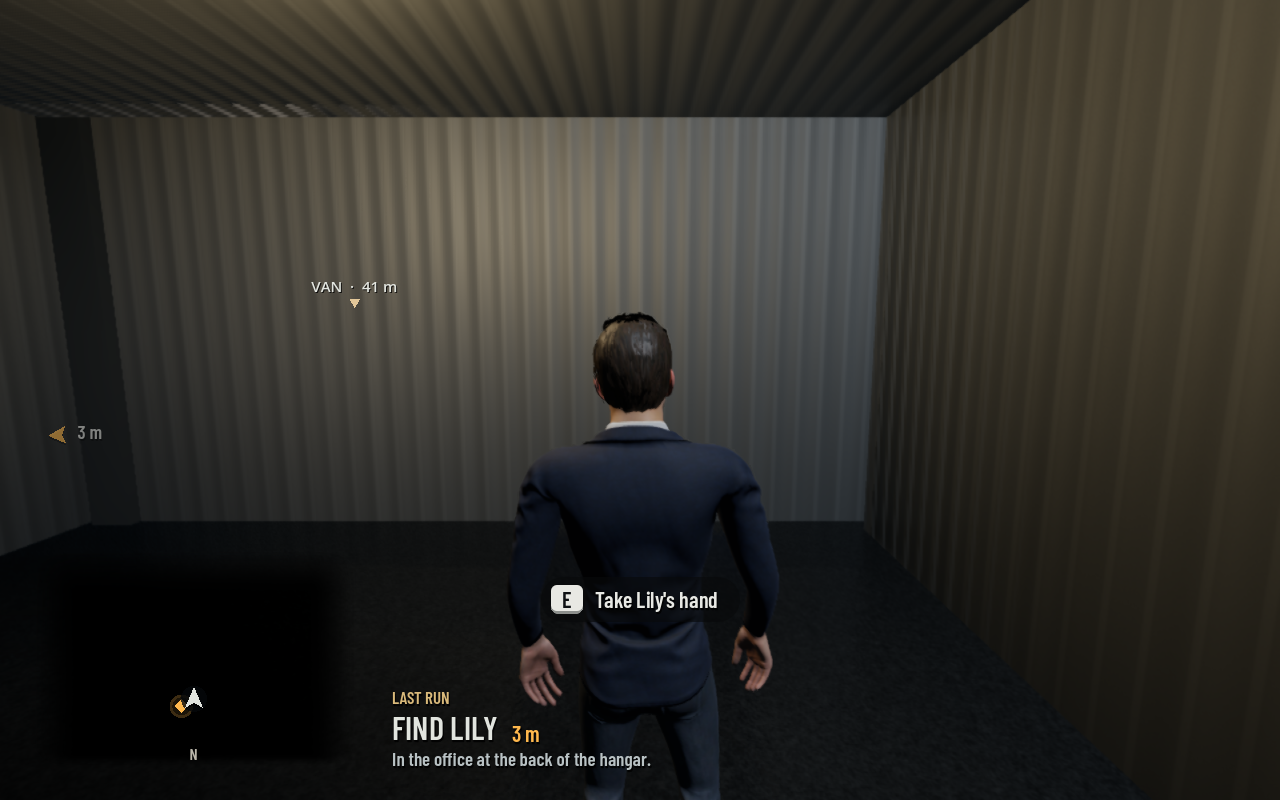 VAN · 41 m
3 m
E Take Lily's hand
LAST RUN
FIND LILY 3 m
In the office at the back of the hangar.
N